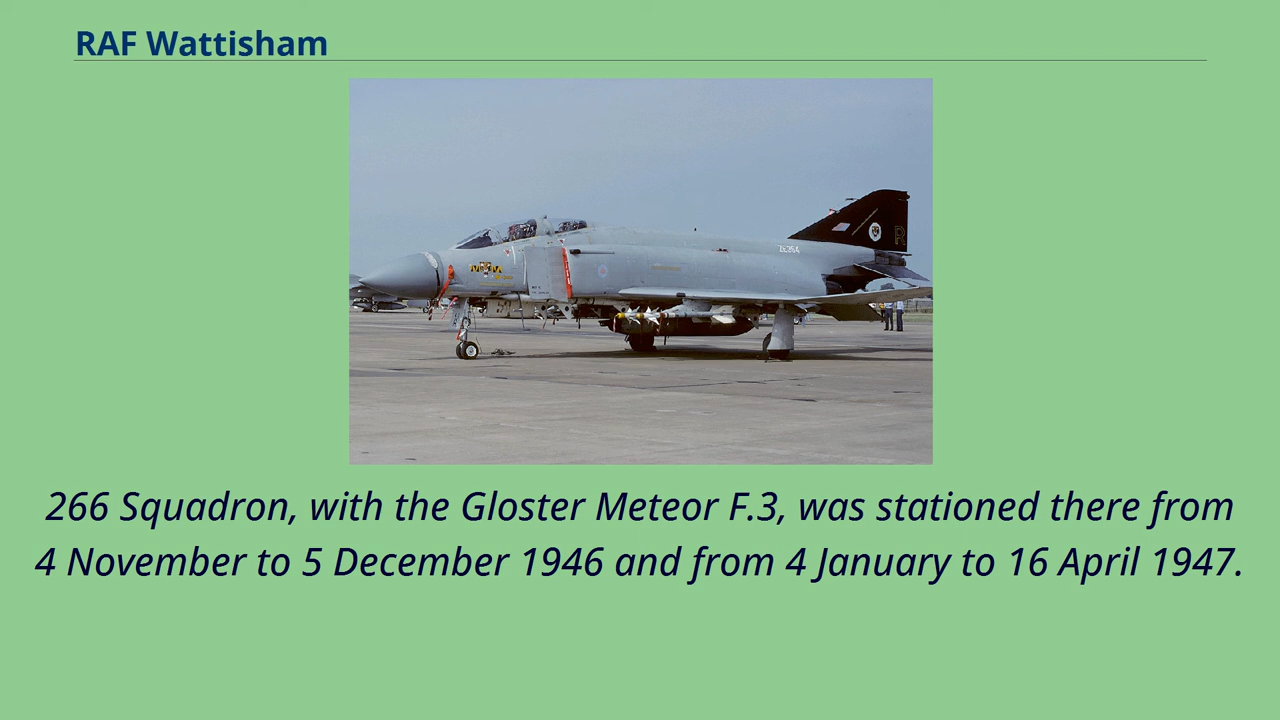 RAF Wattisham
R
266 Squadron, with the Gloster Meteor F.3, was stationed there from
4 November to 5 December 1946 and from 4 January to 16 April 1947.